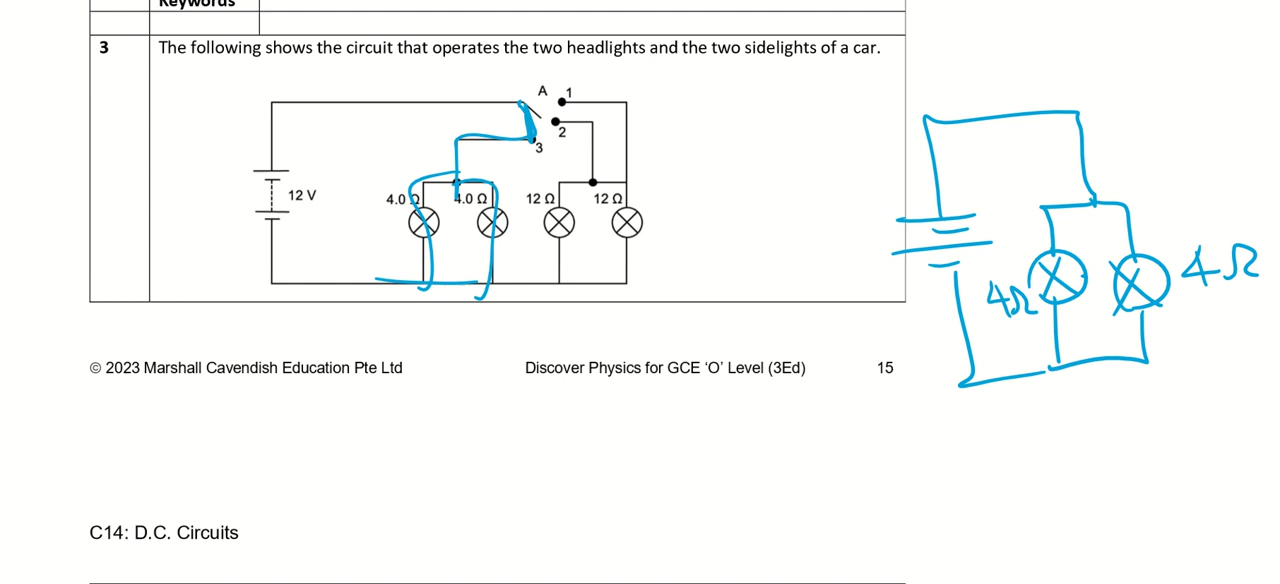 Keywords
3 The following shows the circuit that operates the two headlights and the two sidelights of a car.
A 1
2
3
12 V 4.0 Ω 4.0 Ω 12 Ω 12 Ω
4Ω 4Ω
© 2023 Marshall Cavendish Education Pte Ltd Discover Physics for GCE ‘O’ Level (3Ed) 15
C14: D.C. Circuits